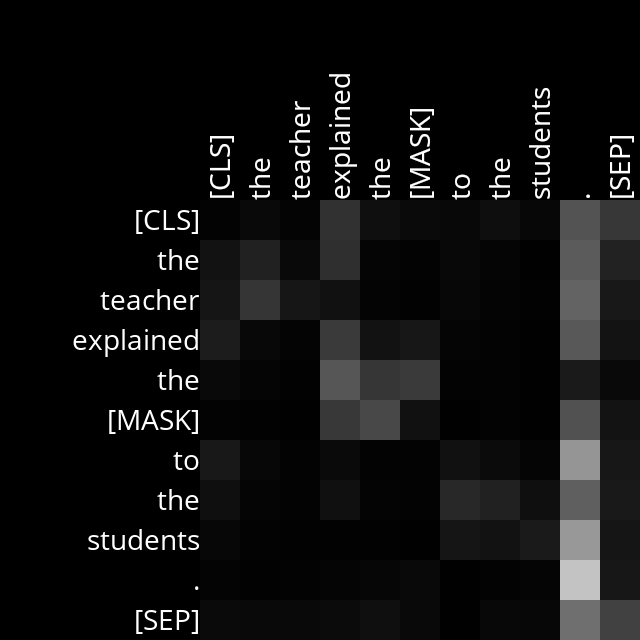 [CLS]
the
teacher
explained
the
[MASK]
to
the
students
.
[SEP]
[CLS]
the
teacher
explained
the
[MASK]
to
the
students
.
[SEP]